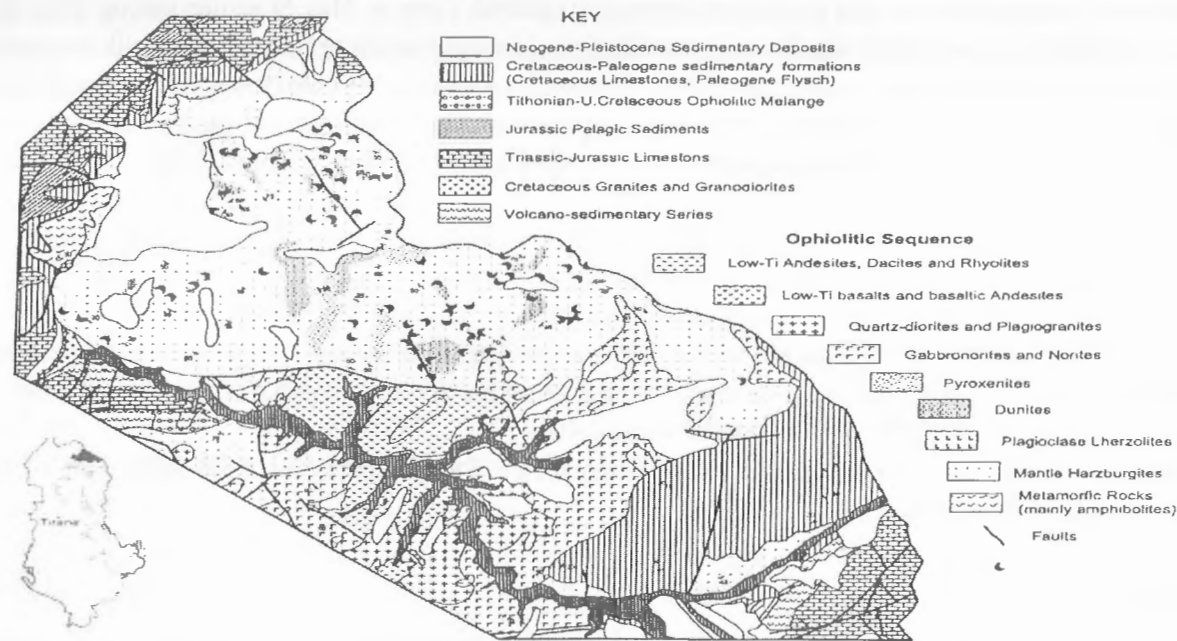 KEY
Neogene-Pleistocene Sedimentary Deposits
Cretaceous-Paleogene sedimentary formations
(Cretaceous Limestones, Paleogene Flysch)
Tithonian-U.Cretaceous Ophiolitic Melange
Jurassic Pelagic Sediments
Triassic-Jurassic Limestons
Cretaceous Granites and Granodiorites
Volcano-sedimentary Series
Ophiolitic Sequence
Low-Ti Andesites, Dacites and Rhyolites
Low-Ti basalts and basaltic Andesites
Quartz-diorites and Plagiogranites
Gabbronorites and Norites
Pyroxenites
Dunites
Plagioclase Lherzolites
Mantle Harzburgites
Metamorfic Rocks
(mainly amphibolites)
Faults
Tirana